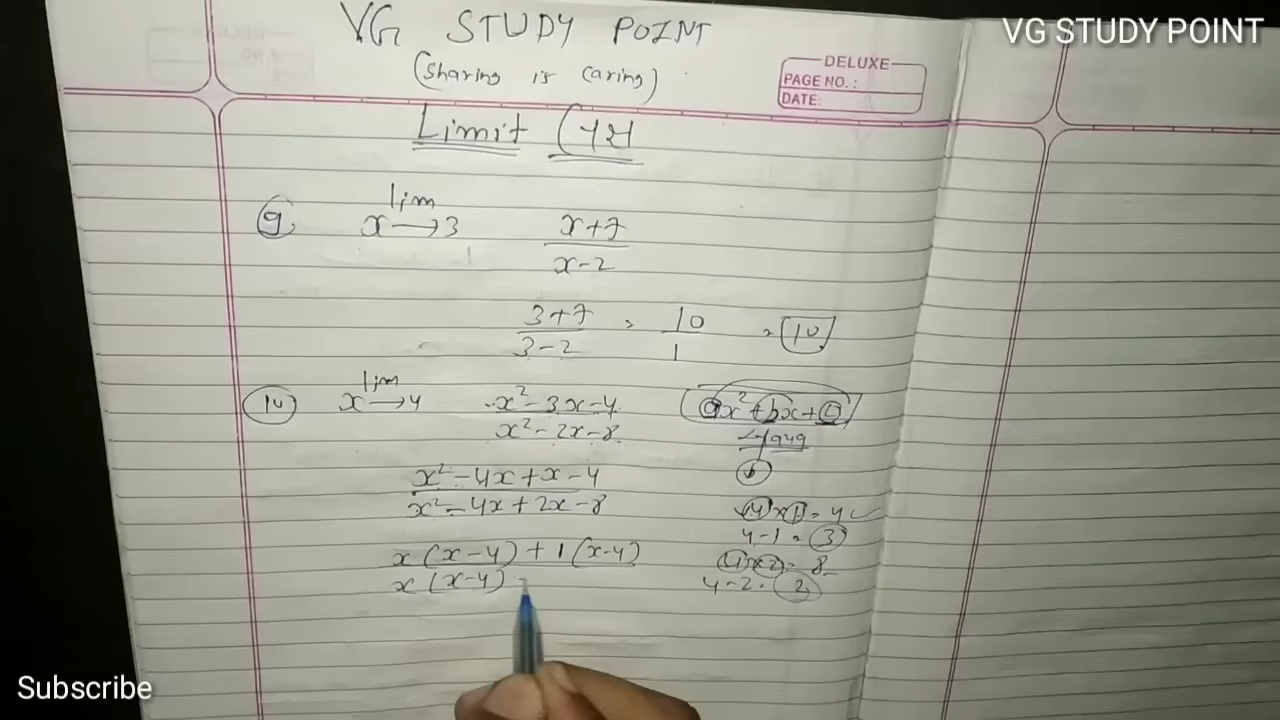 VG STUDY POINT
VG STUDY POINT
(Sharing is Caring)
DELUXE
PAGE NO.:
DATE:
Limit
9 lim x→3 x+7 / x-2
3+7 / 3-2 = 10 / 1 = 10
10 lim x→4 x²-3x-4 / x²-2x-8
ax²+bx+c
b
x²-4x+x-4 / x²-4x+2x-8
4×1=4
4-1=3
x(x-4)+1(x-4)
4×2=8
x(x-4)
4-2=2
Subscribe